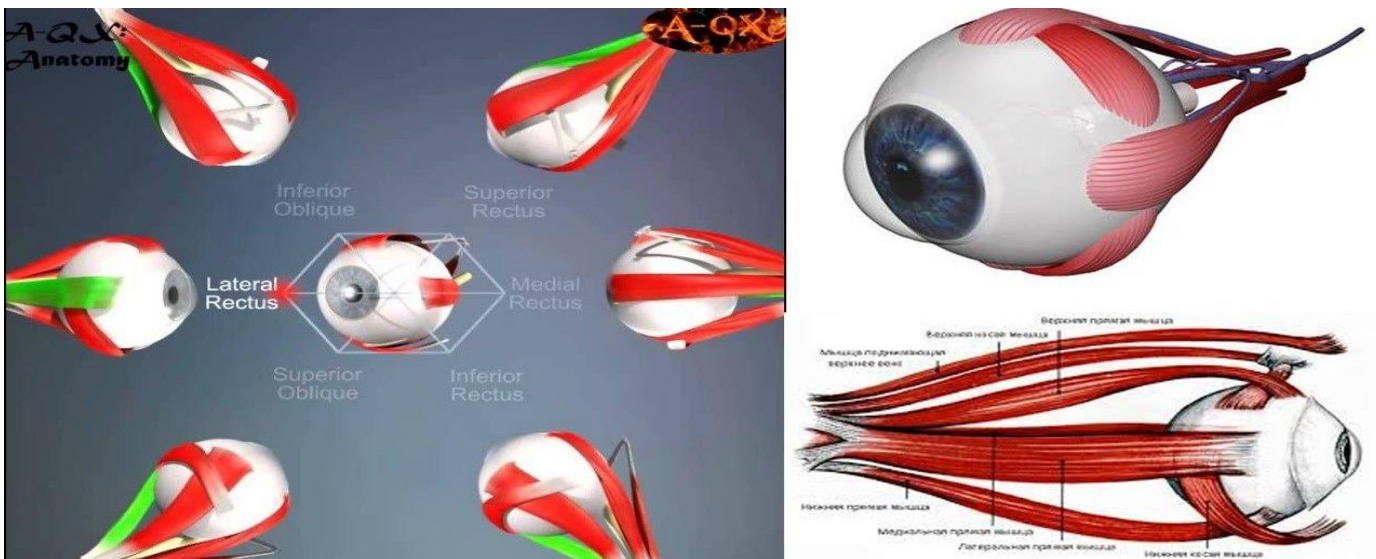 A-QX:
Anatomy
A-QX
Inferior
Oblique
Superior
Rectus
Lateral
Rectus
Medial
Rectus
Superior
Oblique
Inferior
Rectus
Верхняя прямая мышца
Верхняя косая мышца
Мышца поднимающая
верхнее веко
Нижняя прямая мышца
Медиальная прямая мышца
Латеральная прямая мышца
Нижняя косая мышца